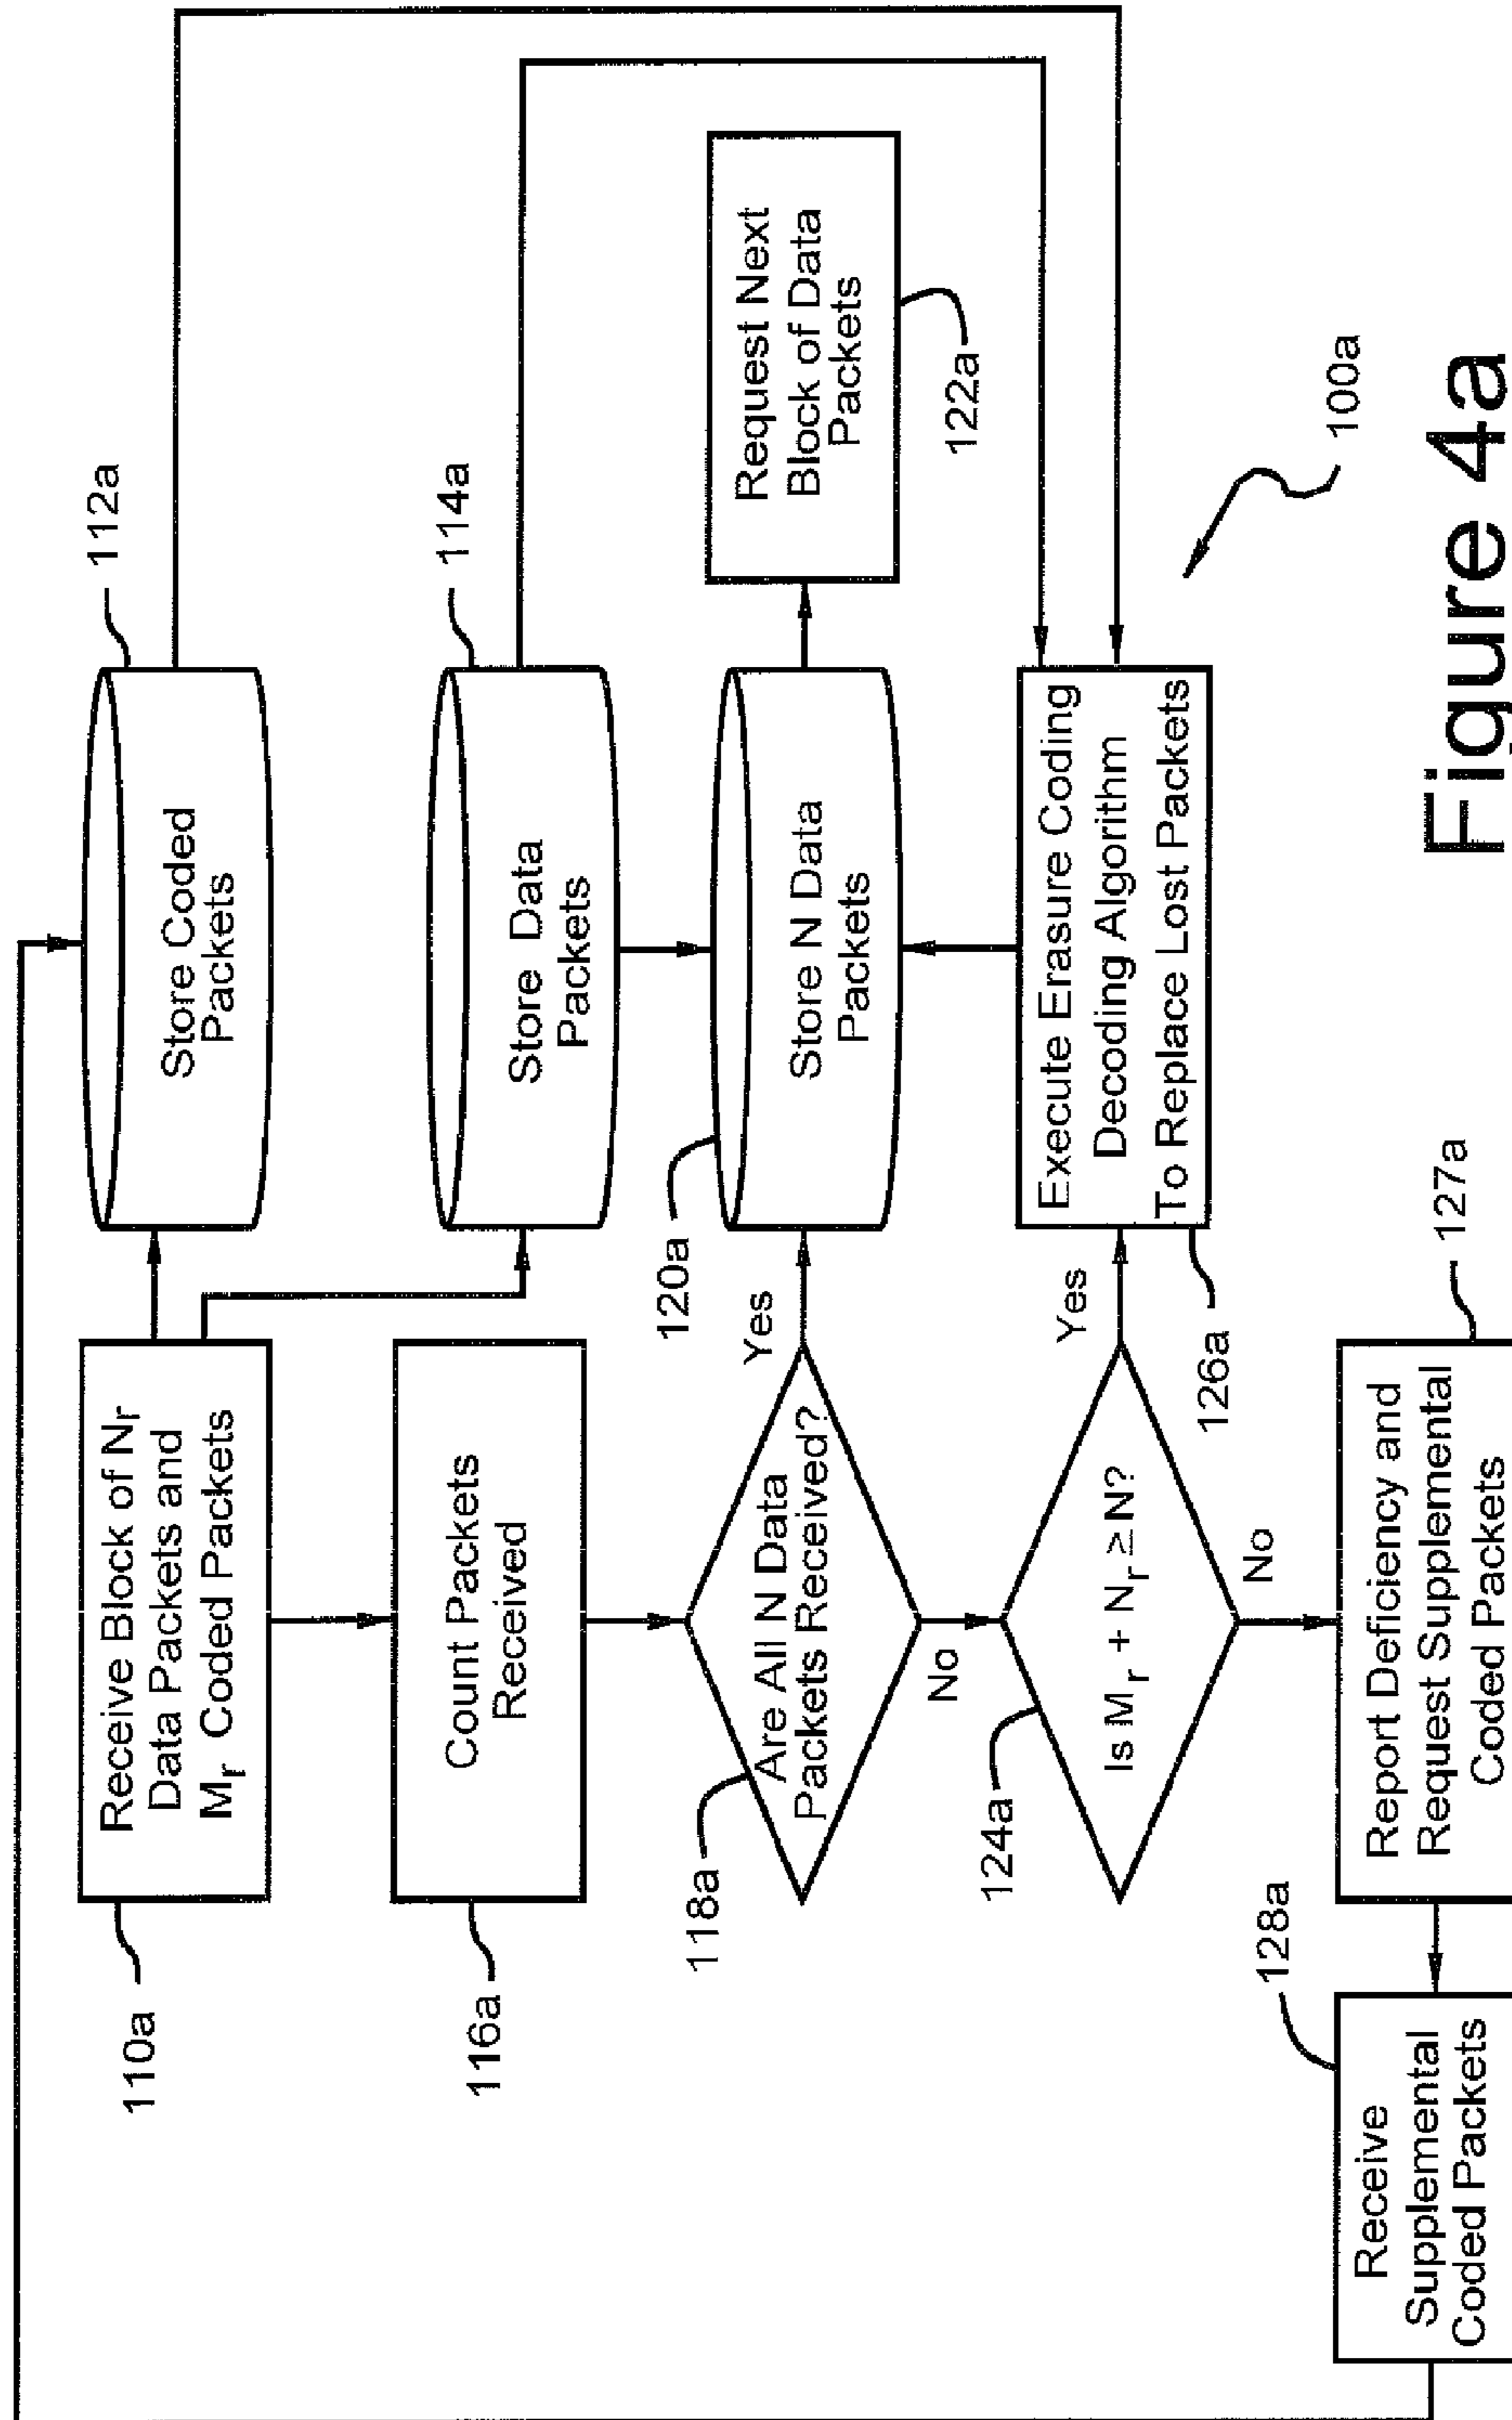 Receive Block of Nr
Data Packets and
Mr Coded Packets
110a
Store Coded
Packets
112a
Count Packets
Received
116a
Store Data
Packets
114a
Are All N Data
Packets Received?
118a
Yes
No
Store N Data
Packets
120a
Request Next
Block of Data
Packets
122a
Is Mr + Nr ≥ N?
124a
Yes
No
Execute Erasure Coding
Decoding Algorithm
To Replace Lost Packets
126a
Report Deficiency and
Request Supplemental
Coded Packets
127a
Receive
Supplemental
Coded Packets
128a
100a
Figure 4a